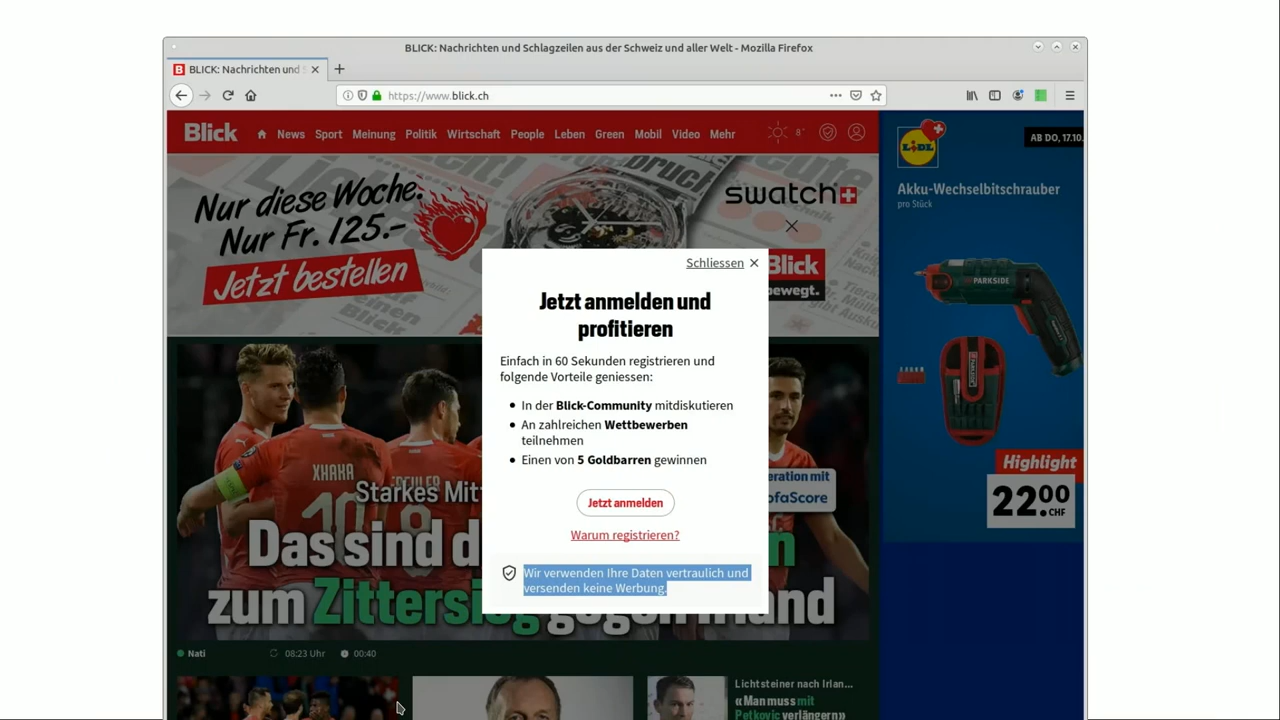 BLICK: Nachrichten und Schlagzeilen aus der Schweiz und aller Welt - Mozilla Firefox
BLICK: Nachrichten und S
https://www.blick.ch
Blick News Sport Meinung Politik Wirtschaft People Leben Green Mobil Video Mehr 8°
LIDL
AB DO, 17.10.
Akku-Wechselbitschrauber
pro Stück
PARKSIDE
Highlight
22.00
CHF
Nur diese Woche.
Nur Fr. 125.-
Jetzt bestellen
swatch
Blick
bewegt.
Schliessen
Jetzt anmelden und
profitieren
Einfach in 60 Sekunden registrieren und
folgende Vorteile geniessen:
In der Blick-Community mitdiskutieren
An zahlreichen Wettbewerben
teilnehmen
Einen von 5 Goldbarren gewinnen
Jetzt anmelden
Warum registrieren?
Wir verwenden Ihre Daten vertraulich und
versenden keine Werbung.
XHAKA
10
Starkes Mitt
Das sind d
zum Zittersieg gegen Irland
Nati 08:23 Uhr 00:40
Lichtsteiner nach Irlan...
«Man muss mit
Petkovic verlängern»